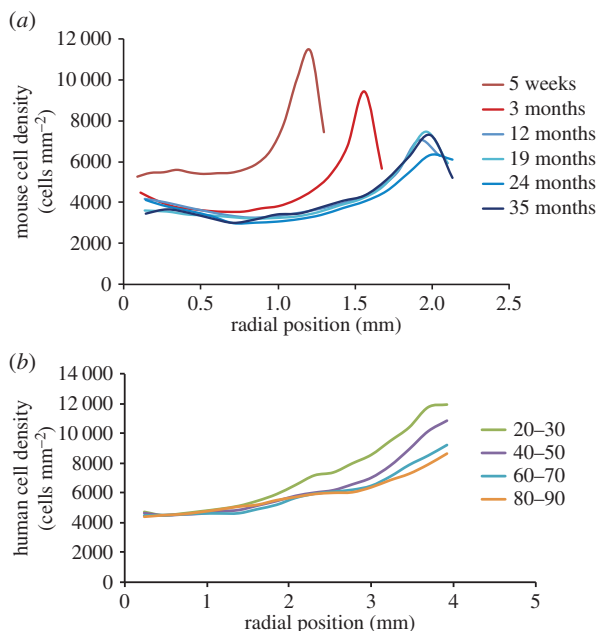 (a)
12 000
10 000
8000
6000
4000
2000
0
mouse cell density
(cells mm⁻²)
0 0.5 1.0 1.5 2.0 2.5
radial position (mm)
5 weeks
3 months
12 months
19 months
24 months
35 months
(b)
14 000
12 000
10 000
8000
6000
4000
2000
0
human cell density
(cells mm⁻²)
0 1 2 3 4 5
radial position (mm)
20–30
40–50
60–70
80–90